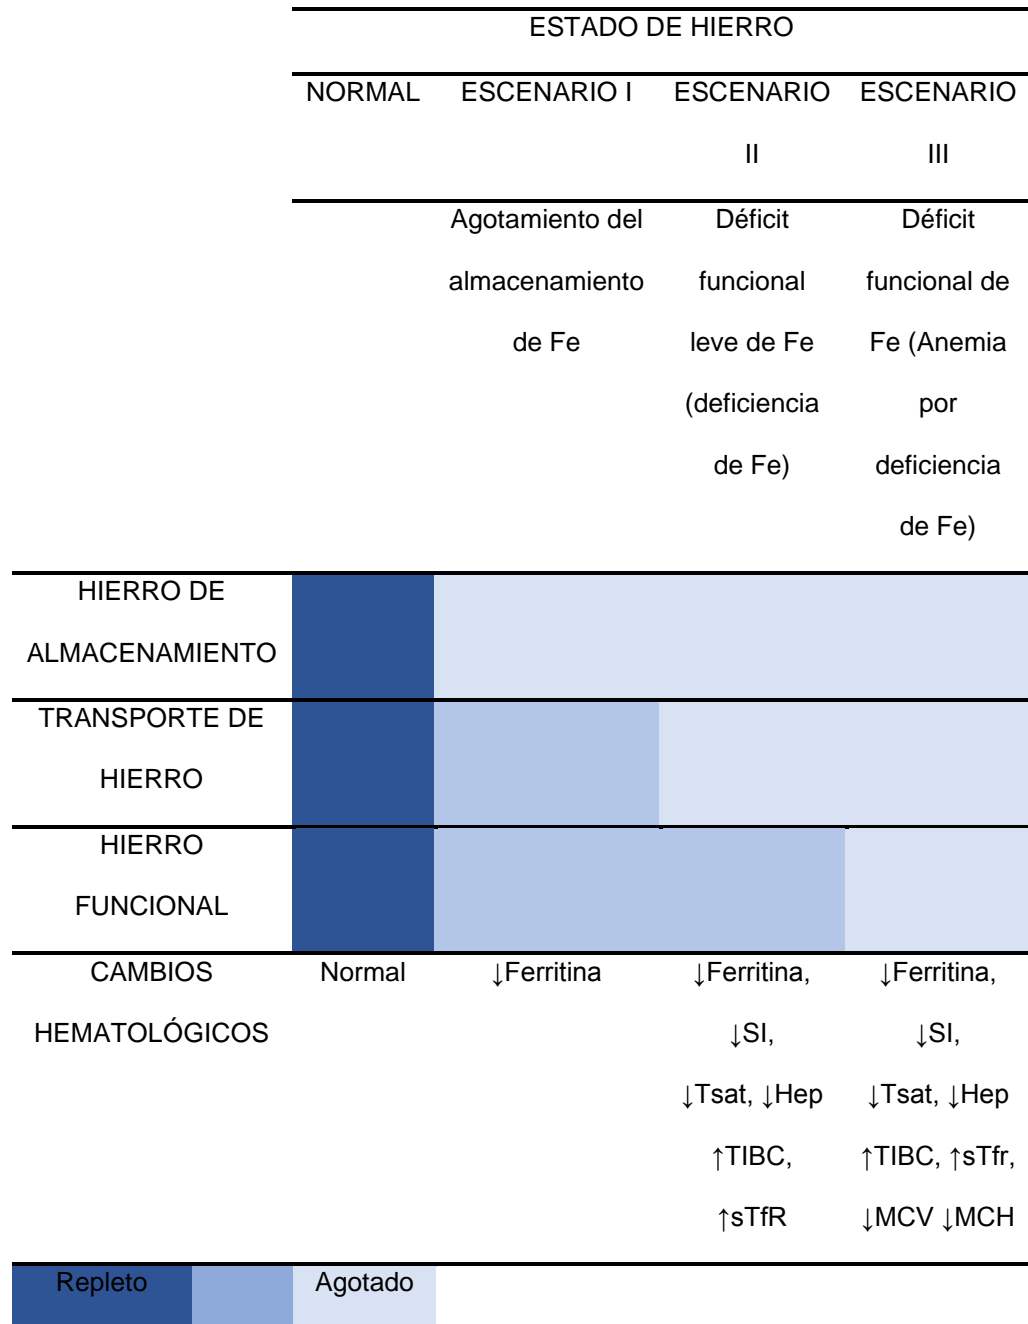 ESTADO DE HIERRO
NORMAL ESCENARIO I ESCENARIO ESCENARIO
II III
Agotamiento del Déficit Déficit
almacenamiento funcional funcional de
de Fe leve de Fe Fe (Anemia
(deficiencia por
de Fe) deficiencia
de Fe)
HIERRO DE
ALMACENAMIENTO
TRANSPORTE DE
HIERRO
HIERRO
FUNCIONAL
CAMBIOS Normal ↓Ferritina ↓Ferritina, ↓Ferritina,
HEMATOLÓGICOS ↓SI, ↓SI,
↓Tsat, ↓Hep ↓Tsat, ↓Hep
↑TIBC, ↑TIBC, ↑sTfr,
↑sTfR ↓MCV ↓MCH
Repleto Agotado